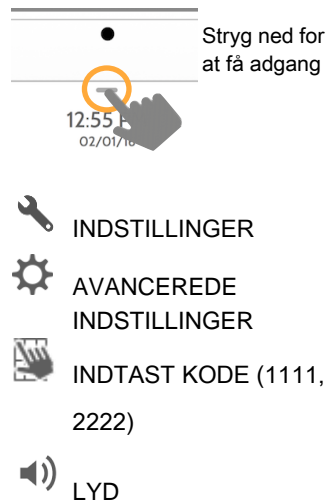 Stryg ned for
at få adgang
12:55 P
02/01/18
INDSTILLINGER
AVANCEREDE
INDSTILLINGER
INDTAST KODE (1111,
2222)
LYD